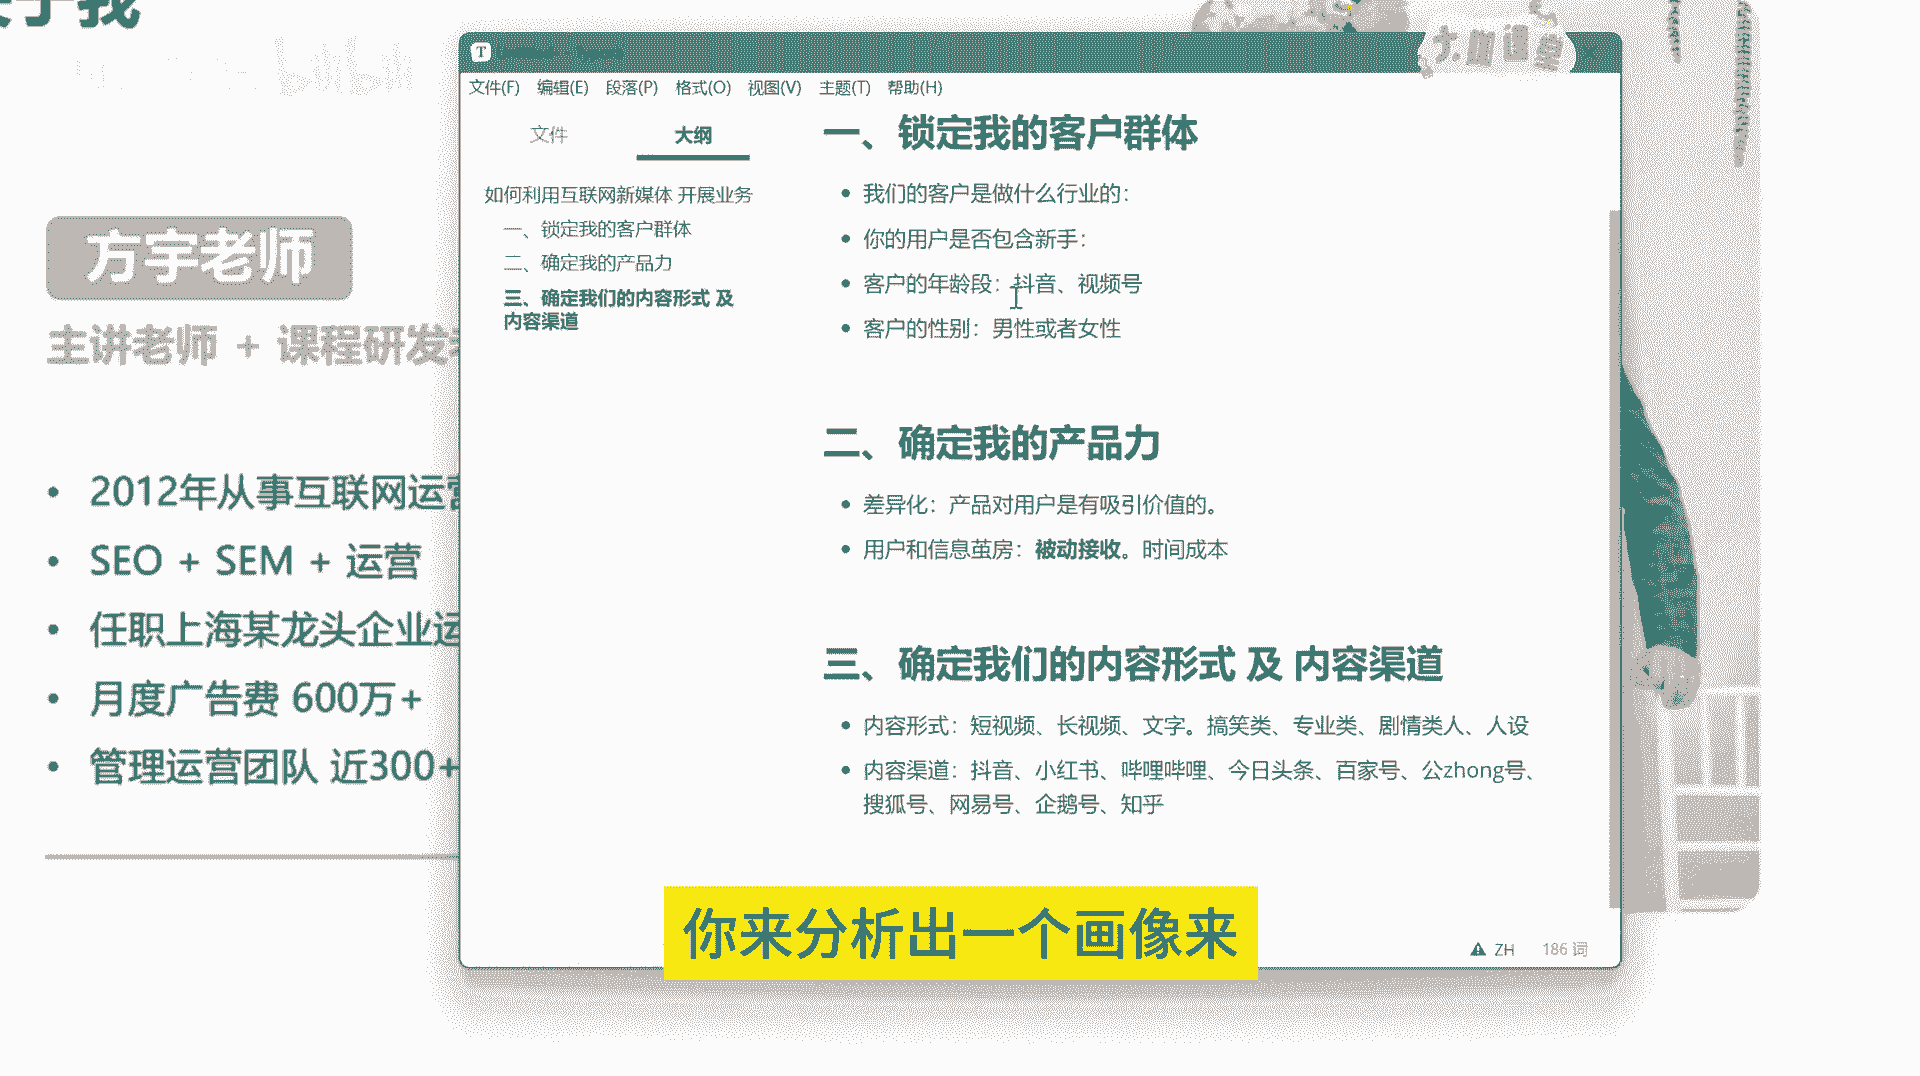 关于我
bilibili
方宇老师
主讲老师 + 课程研发
2012年从事互联网运营
SEO + SEM + 运营
任职上海某龙头企业运
月度广告费 600万+
管理运营团队 近300+
T
文件(F) 编辑(E) 段落(P) 格式(O) 视图(V) 主题(T) 帮助(H)
文件 大纲
如何利用互联网新媒体 开展业务
一、锁定我的客户群体
二、确定我的产品力
三、确定我们的内容形式 及
内容渠道
一、锁定我的客户群体
我们的客户是做什么行业的：
你的用户是否包含新手：
客户的年龄段：抖音、视频号
客户的性别：男性或者女性
二、确定我的产品力
差异化：产品对用户是有吸引价值的。
用户和信息茧房：被动接收。时间成本
三、确定我们的内容形式 及 内容渠道
内容形式：短视频、长视频、文字。搞笑类、专业类、剧情类人、人设
内容渠道：抖音、小红书、哔哩哔哩、今日头条、百家号、公zhong号、
搜狐号、网易号、企鹅号、知乎
ZH 186 词
你来分析出一个画像来